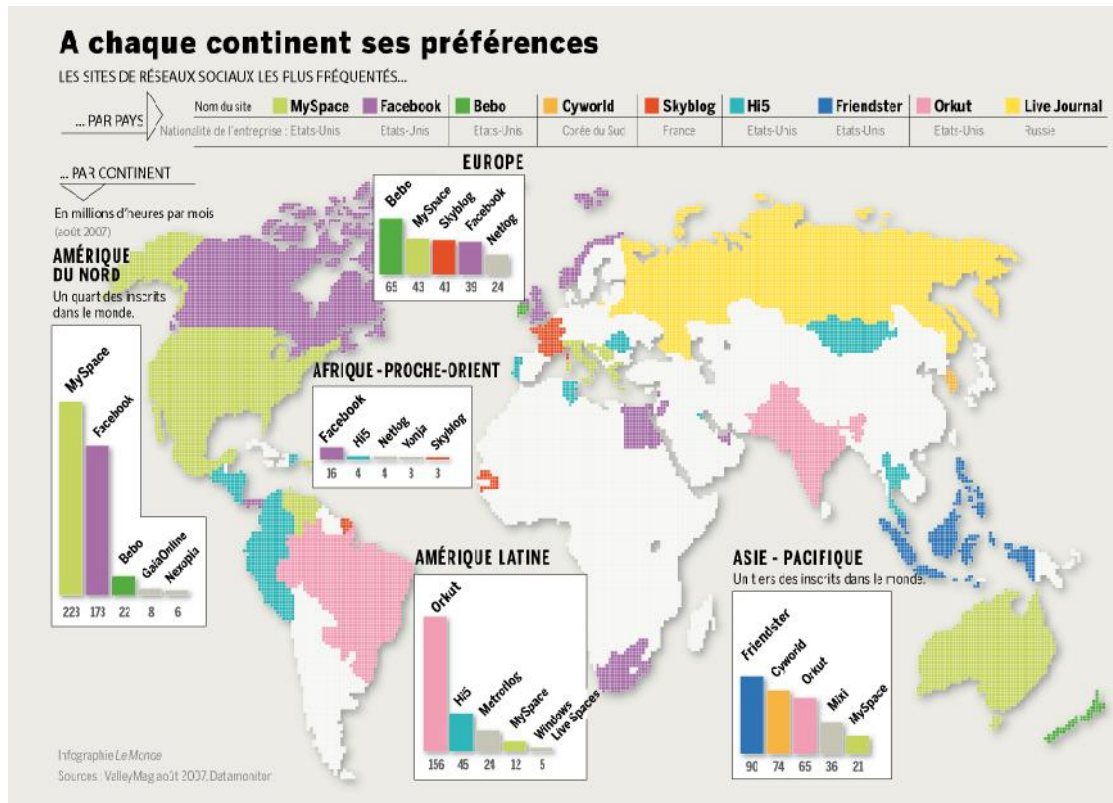 A chaque continent ses préférences
LES SITES DE RÉSEAUX SOCIAUX LES PLUS FRÉQUENTÉS...
... PAR PAYS
Nom du site MySpace Facebook Bebo Cyworld Skyblog Hi5 Friendster Orkut Live Journal
Nationalité de l'entreprise : Etats-Unis Etats-Unis Etats-Unis Corée du Sud France Etats-Unis Etats-Unis Etats-Unis Russie
... PAR CONTINENT
En millions d'heures par mois
(août 2007)
AMÉRIQUE
DU NORD
Un quart des inscrits
dans le monde.
MySpace
Facebook
Bebo
GaiaOnline
Nexopia
223 173 22 8 6
EUROPE
Bebo
MySpace
Skyblog
Facebook
Netlog
65 43 41 39 24
AFRIQUE - PROCHE-ORIENT
Facebook
Hi5
Netlog
Yonja
Skyblog
16 4 4 3 3
AMÉRIQUE LATINE
Orkut
Hi5
Metroflog
MySpace
Windows
Live Spaces
156 45 24 12 5
ASIE - PACIFIQUE
Un tiers des inscrits dans le monde.
Friendster
Cyworld
Orkut
Mixi
MySpace
90 74 65 36 21
Infographie Le Monde
Sources : ValleyMag août 2007, Datamonitor